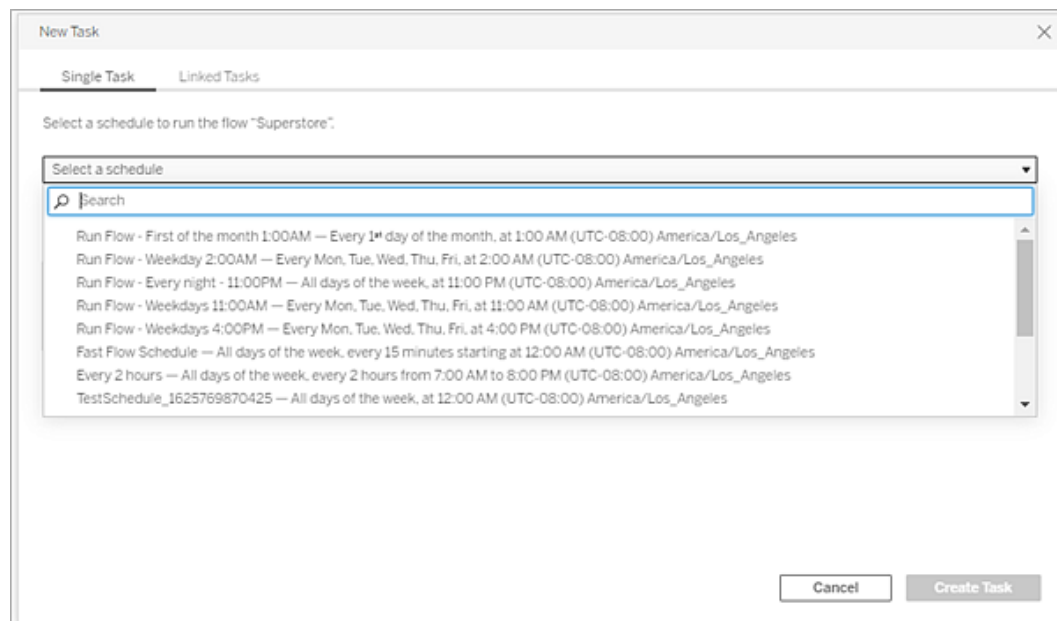 New Task
Single Task Linked Tasks
Select a schedule to run the flow "Superstore".
Select a schedule
Search
Run Flow - First of the month 1:00AM — Every 1st day of the month, at 1:00 AM (UTC-08:00) America/Los_Angeles
Run Flow - Weekday 2:00AM — Every Mon, Tue, Wed, Thu, Fri, at 2:00 AM (UTC-08:00) America/Los_Angeles
Run Flow - Every night - 11:00PM — All days of the week, at 11:00 PM (UTC-08:00) America/Los_Angeles
Run Flow - Weekdays 11:00AM — Every Mon, Tue, Wed, Thu, Fri, at 11:00 AM (UTC-08:00) America/Los_Angeles
Run Flow - Weekdays 4:00PM — Every Mon, Tue, Wed, Thu, Fri, at 4:00 PM (UTC-08:00) America/Los_Angeles
Fast Flow Schedule — All days of the week, every 15 minutes starting at 12:00 AM (UTC-08:00) America/Los_Angeles
Every 2 hours — All days of the week, every 2 hours from 7:00 AM to 8:00 PM (UTC-08:00) America/Los_Angeles
TestSchedule_1625769870425 — All days of the week, at 12:00 AM (UTC-08:00) America/Los_Angeles
Cancel Create Task